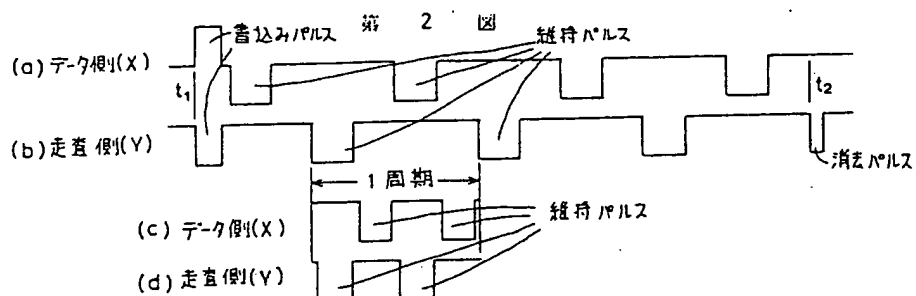 第 2 図
書込みパルス
維持パルス
(a) データ側(X)
t₁
t₂
(b) 走査側(Y)
消去パルス
1周期
(c) データ側(X)
維持パルス
(d) 走査側(Y)